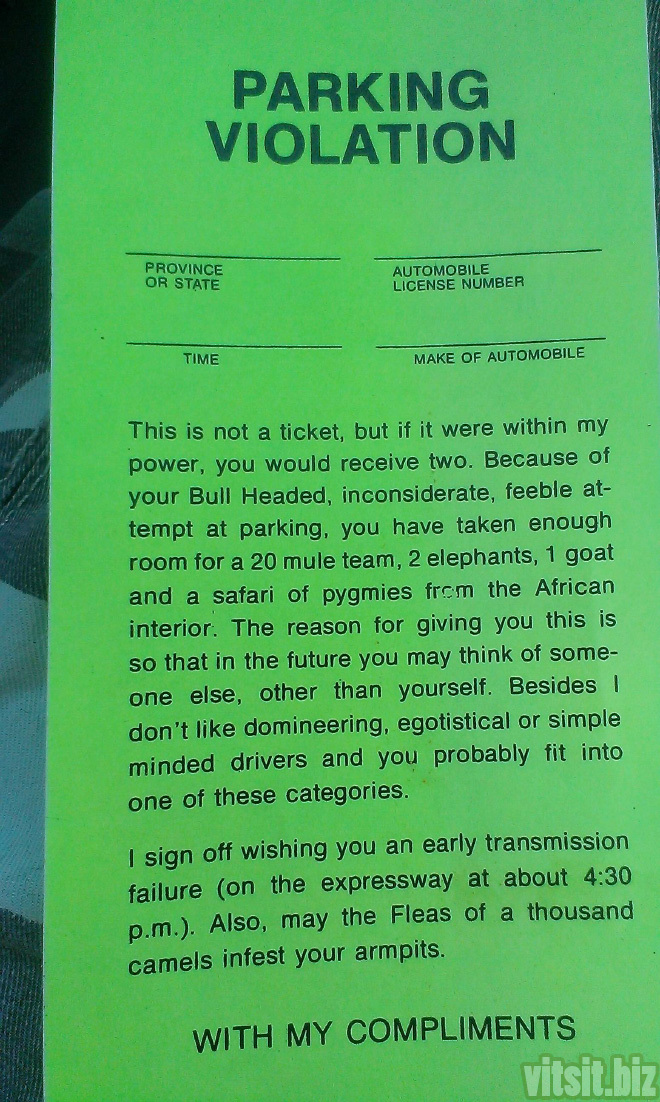 PARKING
VIOLATION
PROVINCE
OR STATE
AUTOMOBILE
LICENSE NUMBER
TIME
MAKE OF AUTOMOBILE
This is not a ticket, but if it were within my
power, you would receive two. Because of
your Bull Headed, inconsiderate, feeble at-
tempt at parking, you have taken enough
room for a 20 mule team, 2 elephants, 1 goat
and a safari of pygmies from the African
interior. The reason for giving you this is
so that in the future you may think of some-
one else, other than yourself. Besides I
don't like domineering, egotistical or simple
minded drivers and you probably fit into
one of these categories.
I sign off wishing you an early transmission
failure (on the expressway at about 4:30
p.m.). Also, may the Fleas of a thousand
camels infest your armpits.
WITH MY COMPLIMENTS
vitsit.biz